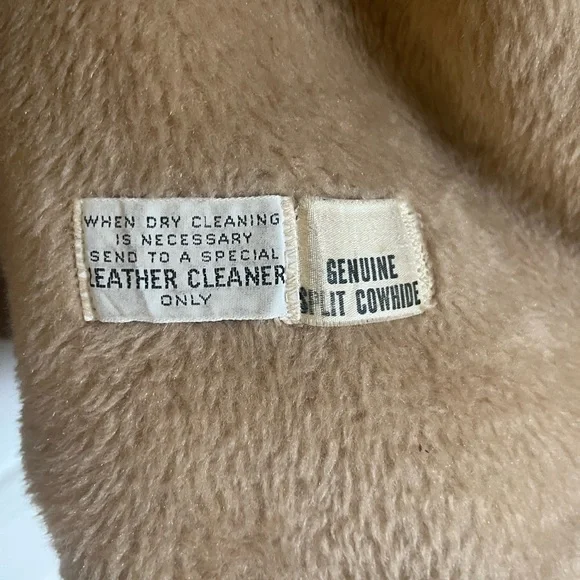 WHEN DRY CLEANING
IS NECESSARY
SEND TO A SPECIAL
LEATHER CLEANER
ONLY
GENUINE
SPLIT COWHIDE